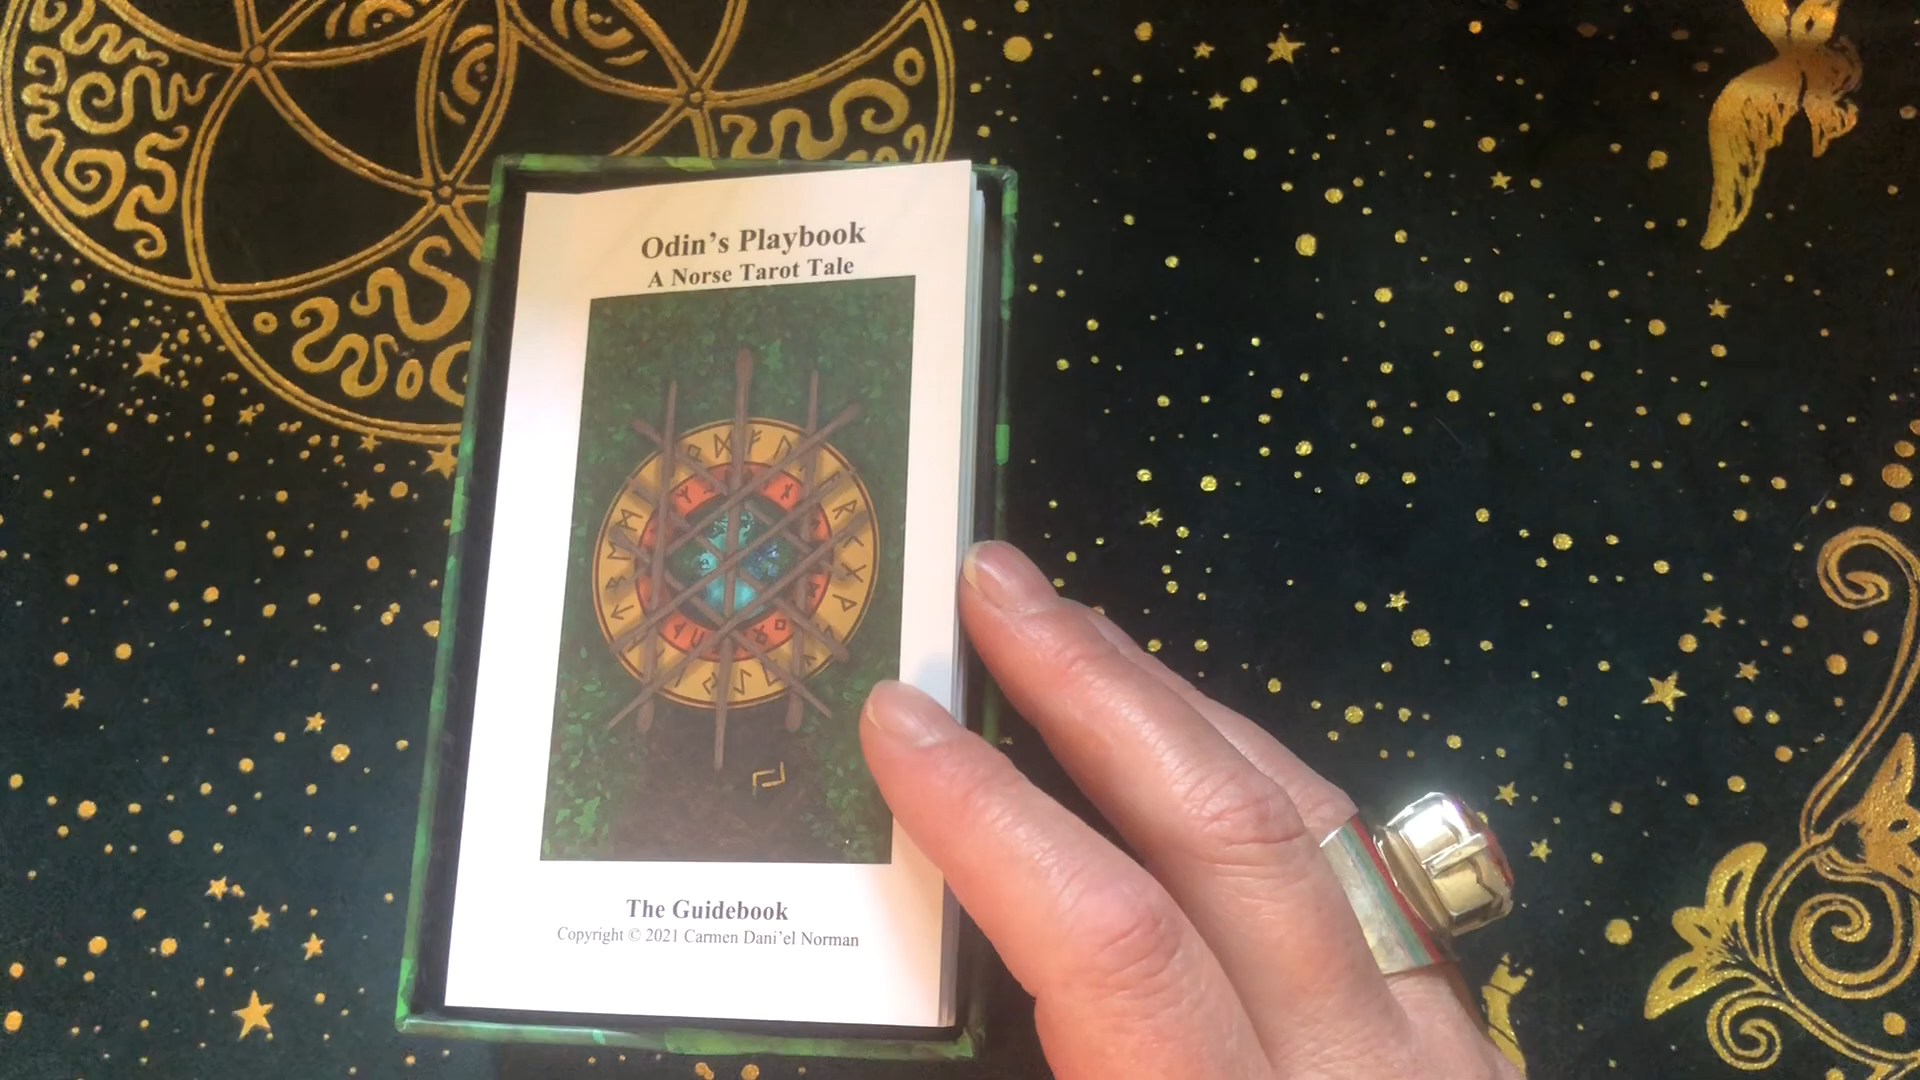 Odin's Playbook
A Norse Tarot Tale
The Guidebook
Copyright © 2021 Carmen Dani'el Norman